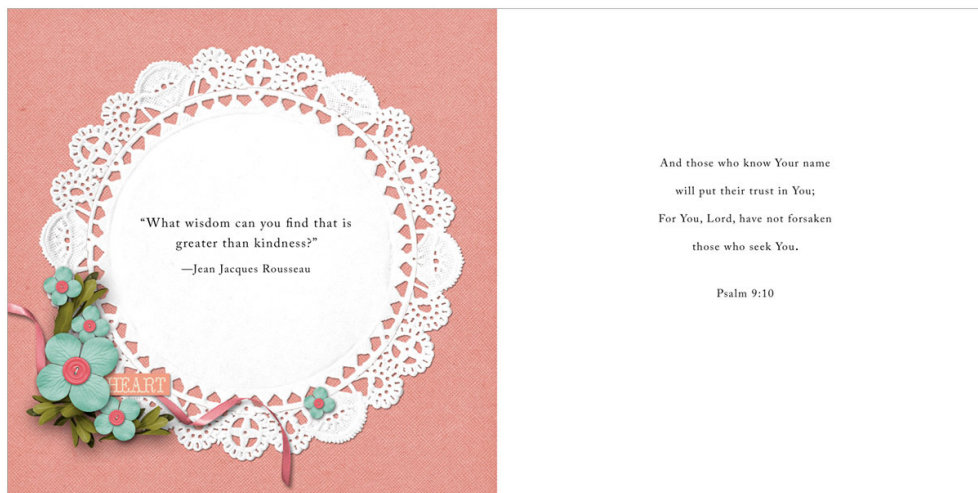 “What wisdom can you find that is
greater than kindness?”
—Jean Jacques Rousseau
HEART
And those who know Your name
will put their trust in You;
For You, Lord, have not forsaken
those who seek You.
Psalm 9:10